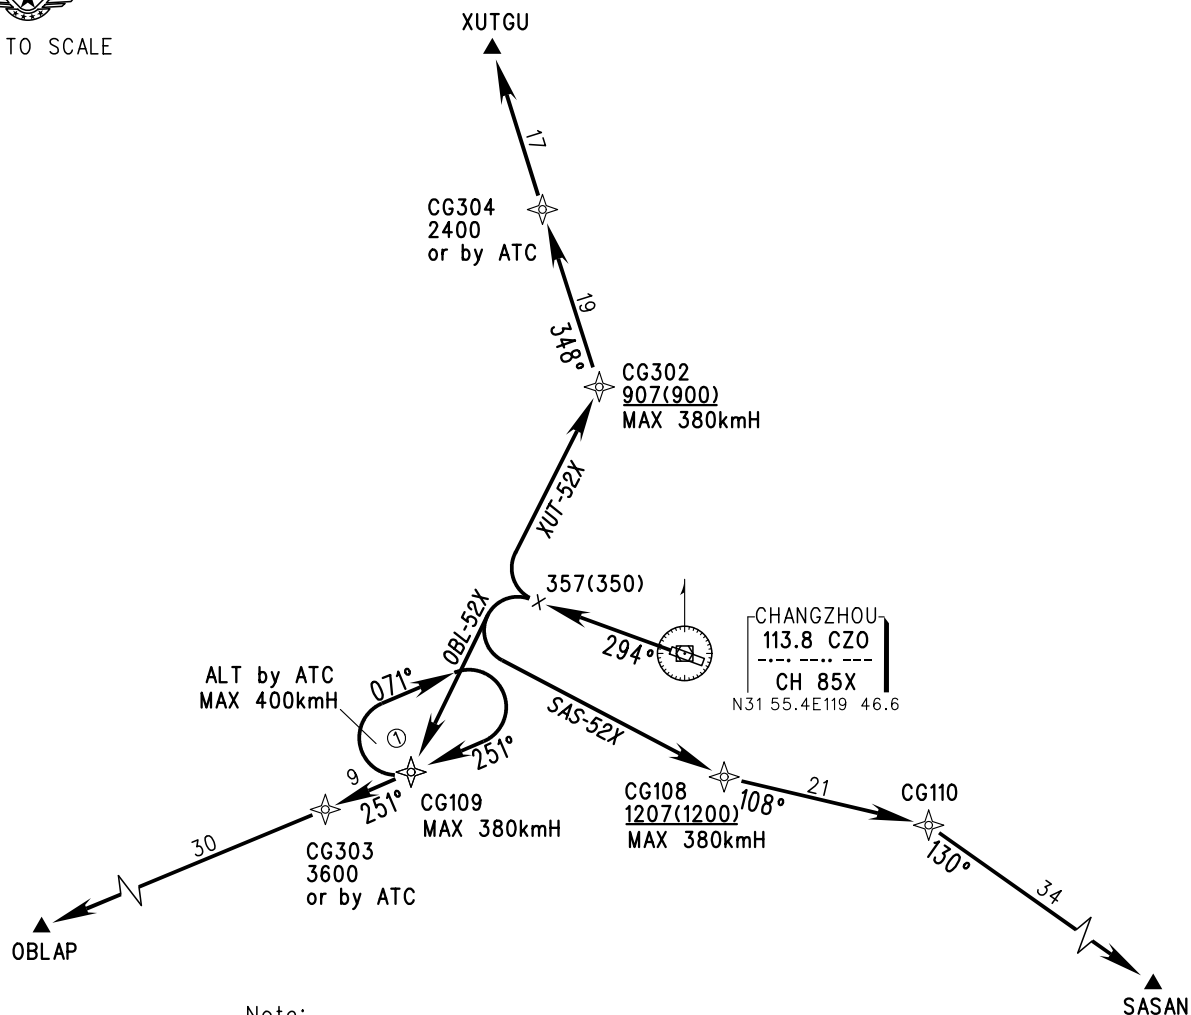 XUTGU
TO SCALE
17
CG304
2400
or by ATC
19
348°
CG302
907(900)
MAX 380kmH
XUT-52X
357(350)
OBL-52X
294°
CHANGZHOU
113.8 CZO
-·-· --·· ---
CH 85X
N31 55.4E119 46.6
ALT by ATC
MAX 400kmH
071°
1
251°
SAS-52X
9
251°
CG109
MAX 380kmH
CG108
1207(1200)
MAX 380kmH
108°
21
CG110
130°
34
CG303
3600
or by ATC
30
OBLAP
SASAN
Note: